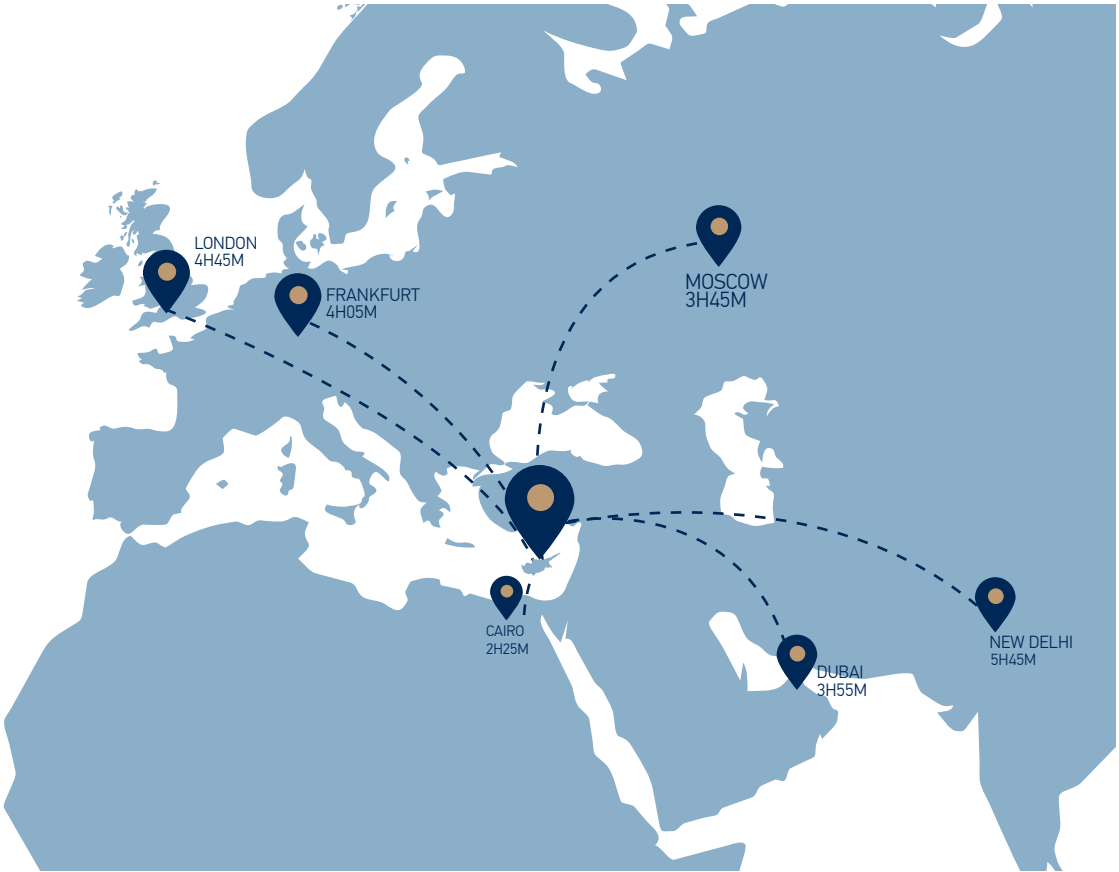 LONDON
4H45M
FRANKFURT
4H05M
MOSCOW
3H45M
CAIRO
2H25M
NEW DELHI
5H45M
DUBAI
3H55M